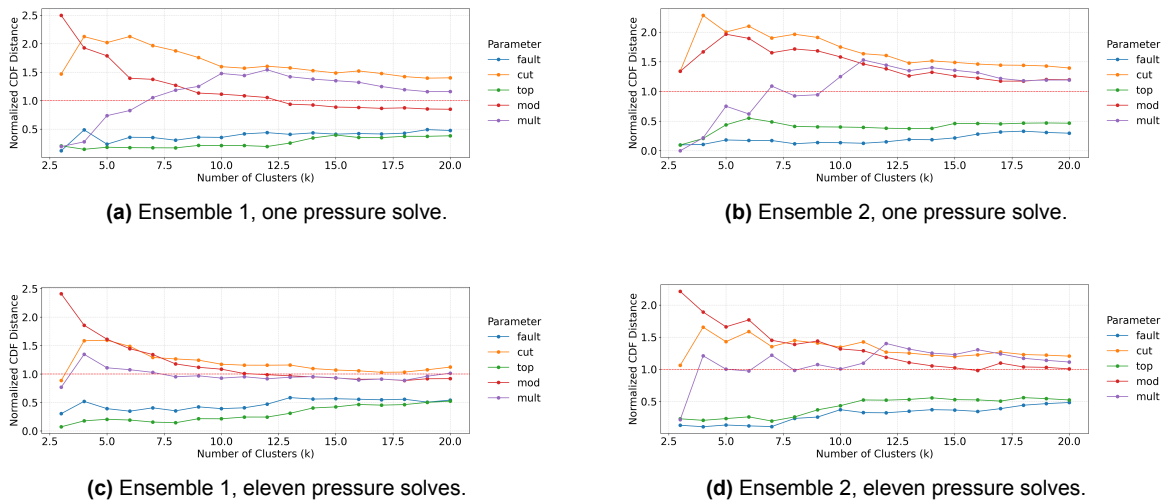 Normalized CDF Distance
2.5
2.0
1.5
1.0
0.5
2.5 5.0 7.5 10.0 12.5 15.0 17.5 20.0
Number of Clusters (k)
Parameter
fault
cut
top
mod
mult
(a) Ensemble 1, one pressure solve.
Normalized CDF Distance
2.0
1.5
1.0
0.5
0.0
2.5 5.0 7.5 10.0 12.5 15.0 17.5 20.0
Number of Clusters (k)
Parameter
fault
cut
top
mod
mult
(b) Ensemble 2, one pressure solve.
Normalized CDF Distance
2.5
2.0
1.5
1.0
0.5
0.0
2.5 5.0 7.5 10.0 12.5 15.0 17.5 20.0
Number of Clusters (k)
Parameter
fault
cut
top
mod
mult
(c) Ensemble 1, eleven pressure solves.
Normalized CDF Distance
2.0
1.5
1.0
0.5
2.5 5.0 7.5 10.0 12.5 15.0 17.5 20.0
Number of Clusters (k)
Parameter
fault
cut
top
mod
mult
(d) Ensemble 2, eleven pressure solves.